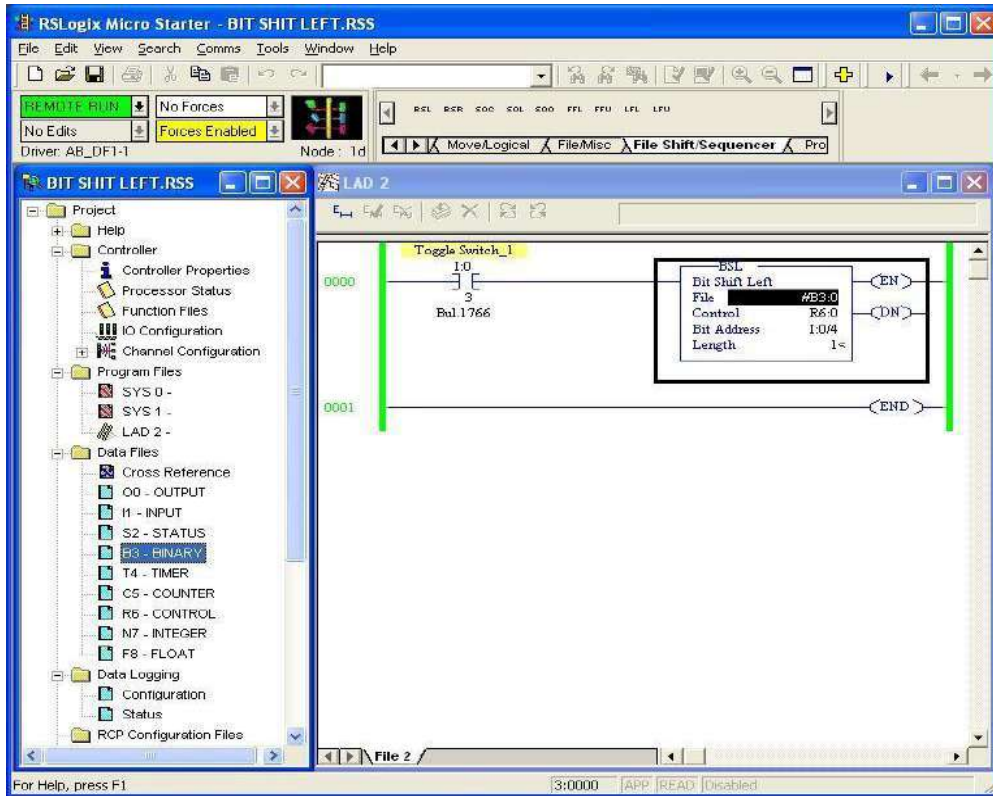 RSLogix Micro Starter - BIT SHIT LEFT.RSS
File Edit View Search Comms Tools Window Help
REMOTE RUN No Forces
No Edits Forces Enabled
Driver: AB_DF1-1 Node : 1d
BSL BSR SQC SQL SQO FFL FFU LFL LFU
Move/Logical File/Misc File Shift/Sequencer Pro
BIT SHIT LEFT.RSS
Project
Help
Controller
Controller Properties
Processor Status
Function Files
IO Configuration
Channel Configuration
Program Files
SYS 0 -
SYS 1 -
LAD 2 -
Data Files
Cross Reference
O0 - OUTPUT
I1 - INPUT
S2 - STATUS
B3 - BINARY
T4 - TIMER
C5 - COUNTER
R6 - CONTROL
N7 - INTEGER
F8 - FLOAT
Data Logging
Configuration
Status
RCP Configuration Files
LAD 2
Toggle Switch_1
I:0
0000
3
Bul.1766
BSL
Bit Shift Left
File #B3:0
Control R6:0
Bit Address I:0/4
Length 1<
EN
DN
0001
END
File 2
For Help, press F1
3:0000 APP READ Disabled